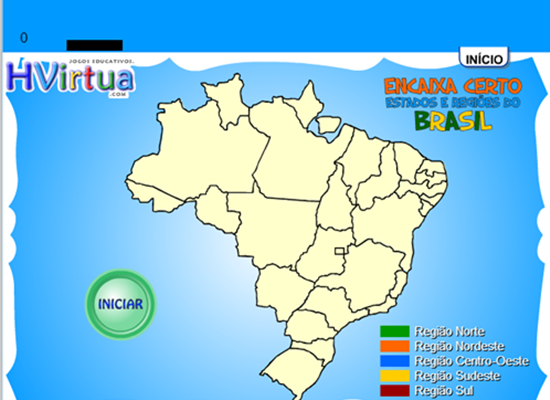 0
INÍCIO
JOGOS EDUCATIVOS.
HVirtua
.COM
ENCAIXA CERTO
ESTADOS E REGIÕES DO
BRASIL
INICIAR
Região Norte
Região Nordeste
Região Centro-Oeste
Região Sudeste
Região Sul